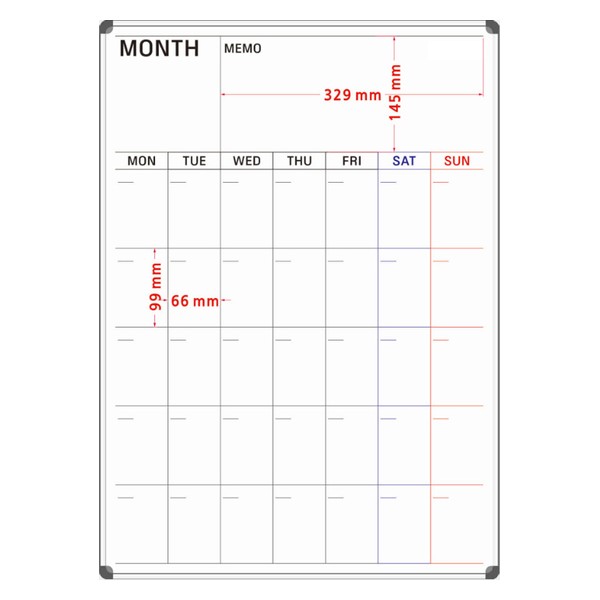 MONTH
MEMO
329 mm
145 mm
MON TUE WED THU FRI SAT SUN
99 mm
66 mm